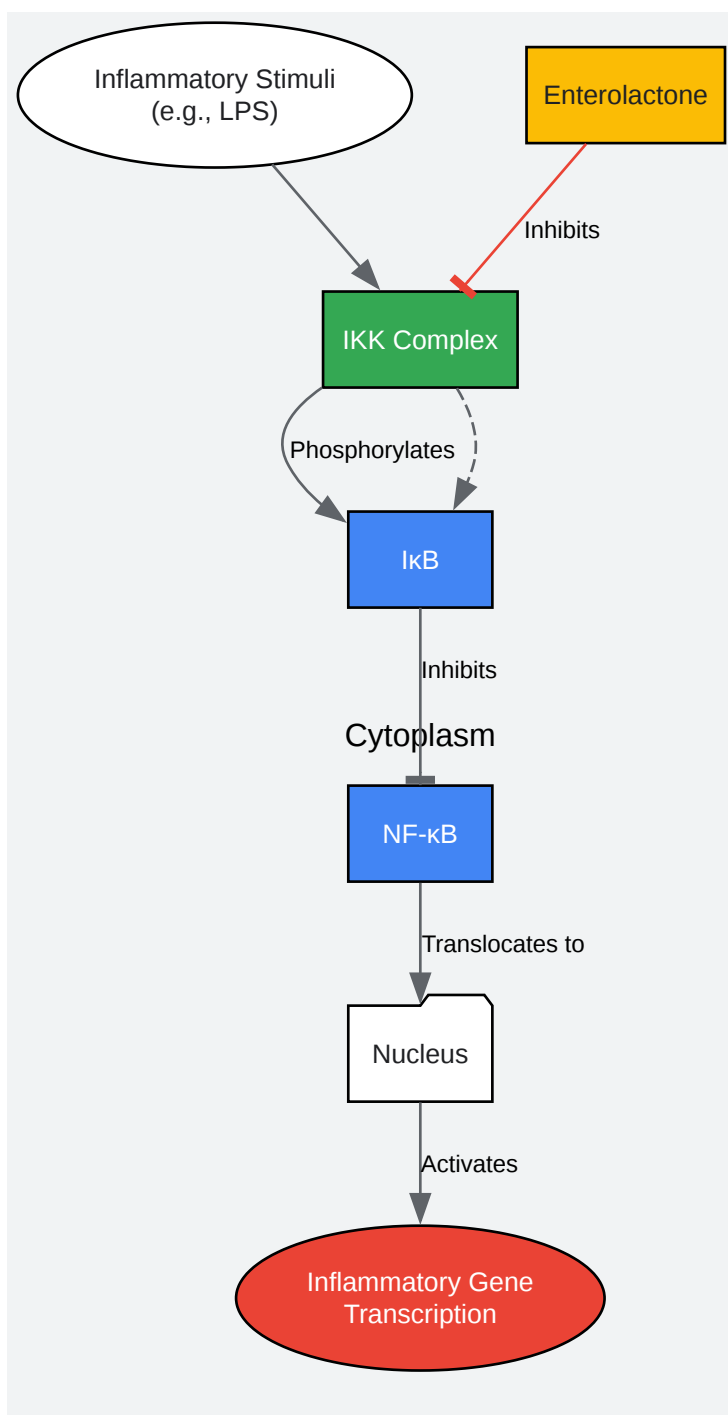 Inflammatory Stimuli
(e.g., LPS)
Enterolactone
Inhibits
IKK Complex
Phosphorylates
IκB
Inhibits
Cytoplasm
NF-κB
Translocates to
Nucleus
Activates
Inflammatory Gene
Transcription